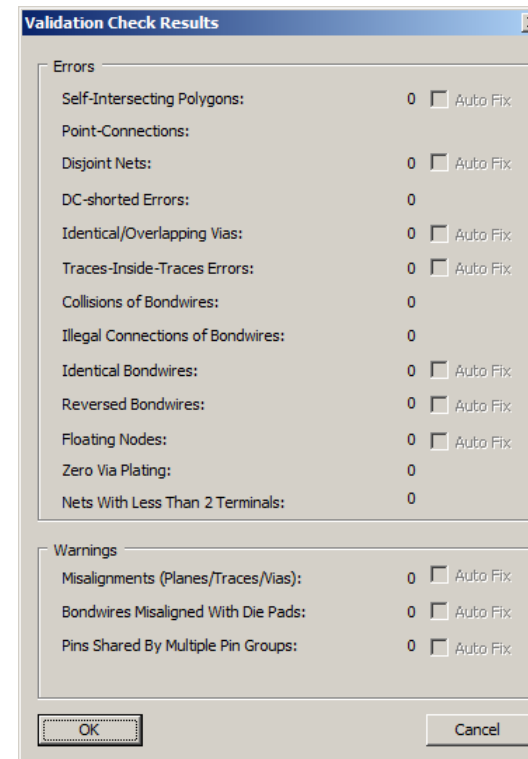 Validation Check Results
Errors
Self-Intersecting Polygons: 0 Auto Fix
Point-Connections:
Disjoint Nets: 0 Auto Fix
DC-shorted Errors: 0
Identical/Overlapping Vias: 0 Auto Fix
Traces-Inside-Traces Errors: 0 Auto Fix
Collisions of Bondwires: 0
Illegal Connections of Bondwires: 0
Identical Bondwires: 0 Auto Fix
Reversed Bondwires: 0 Auto Fix
Floating Nodes: 0 Auto Fix
Zero Via Plating: 0
Nets With Less Than 2 Terminals: 0
Warnings
Misalignments (Planes/Traces/Vias): 0 Auto Fix
Bondwires Misaligned With Die Pads: 0 Auto Fix
Pins Shared By Multiple Pin Groups: 0 Auto Fix
OK Cancel